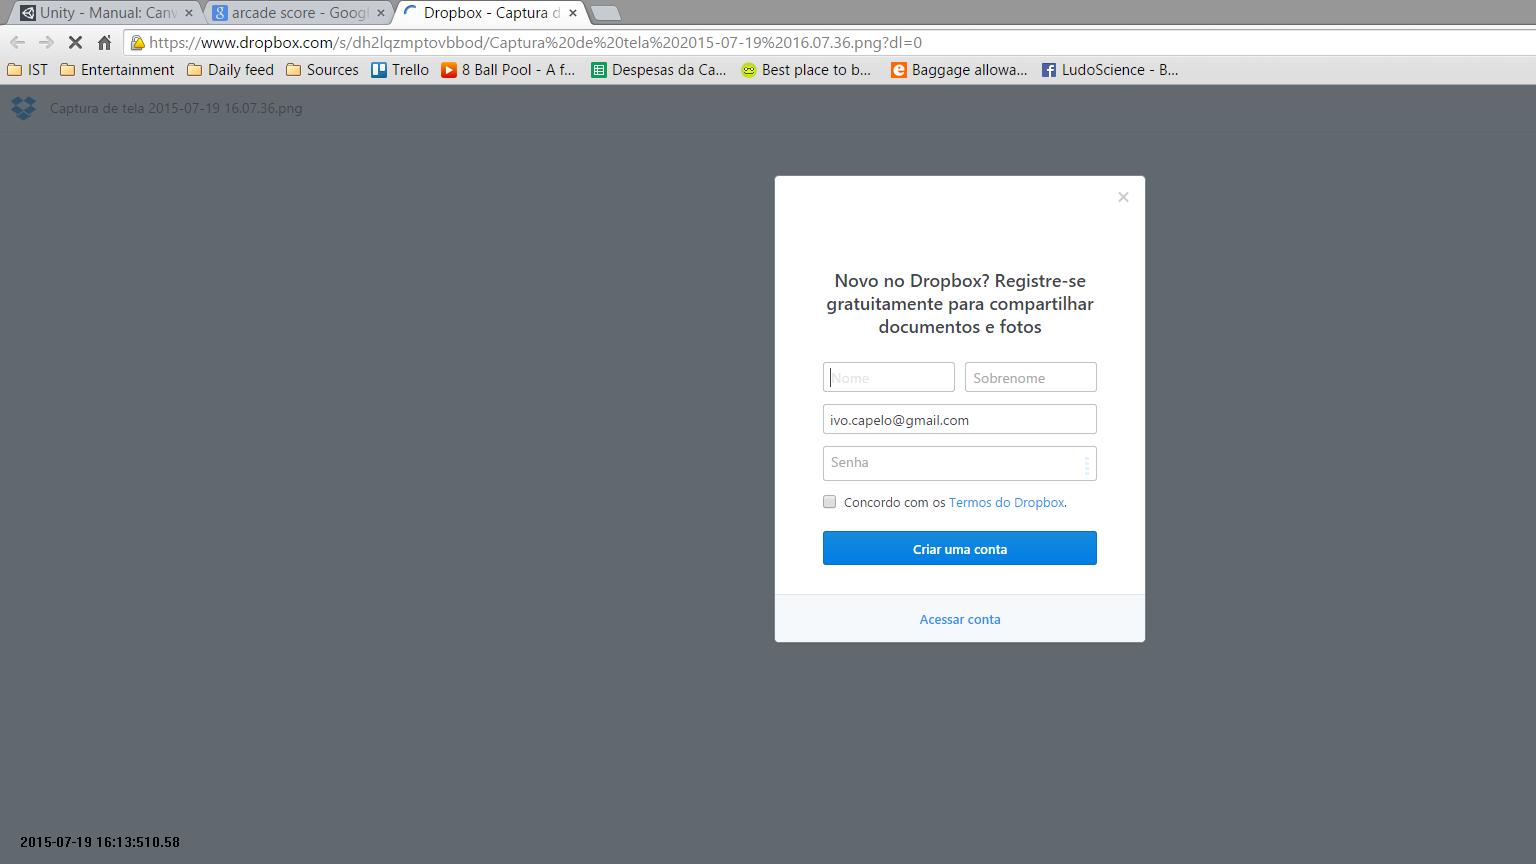 Unity - Manual: Canv
arcade score - Googl
Dropbox - Captura d
https://www.dropbox.com/s/dh2lqzmptovbbod/Captura%20de%20tela%202015-07-19%2016.07.36.png?dl=0
IST Entertainment Daily feed Sources Trello 8 Ball Pool - A f... Despesas da Ca... Best place to b... Baggage allowa... LudoScience - B...
Captura de tela 2015-07-19 16.07.36.png
Novo no Dropbox? Registre-se
gratuitamente para compartilhar
documentos e fotos
Nome Sobrenome
ivo.capelo@gmail.com
Senha
Concordo com os Termos do Dropbox.
Criar uma conta
Acessar conta
2015-07-19 16:13:510.58